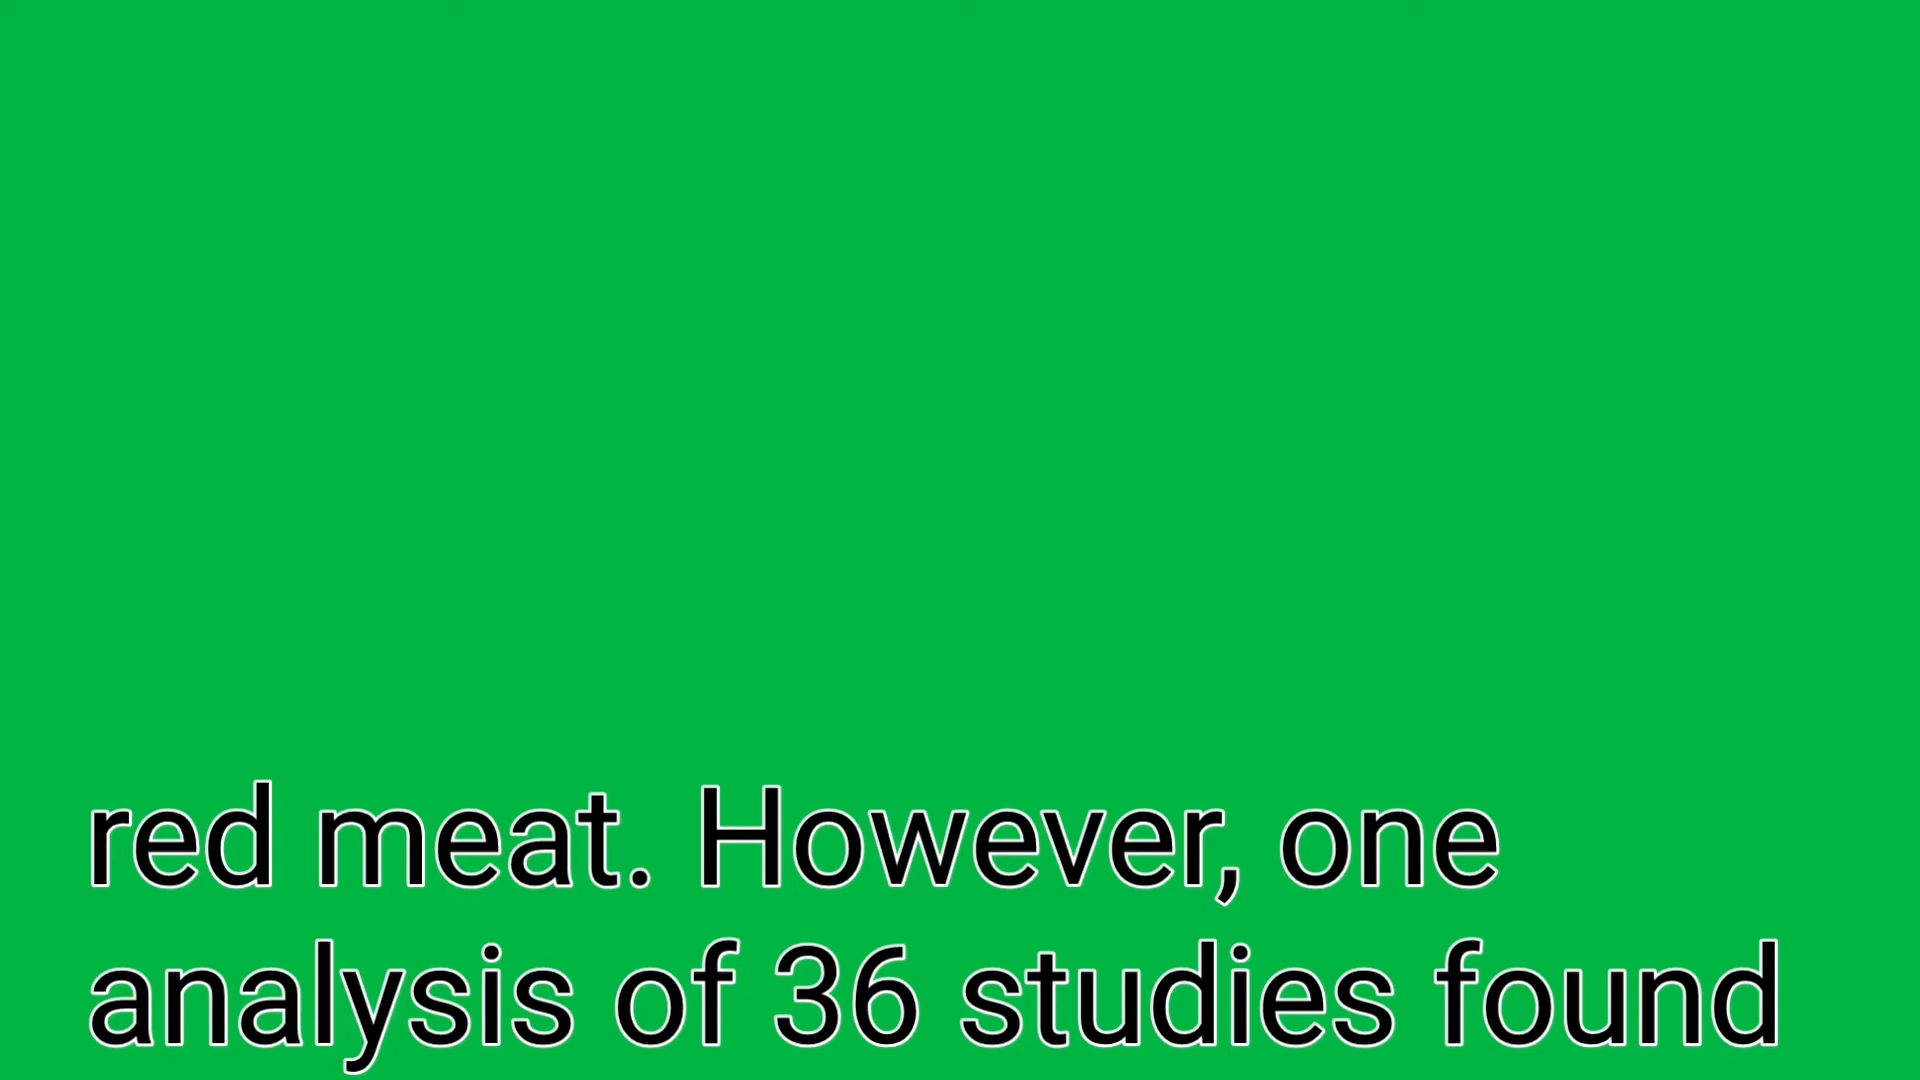 red meat. However, one
analysis of 36 studies found